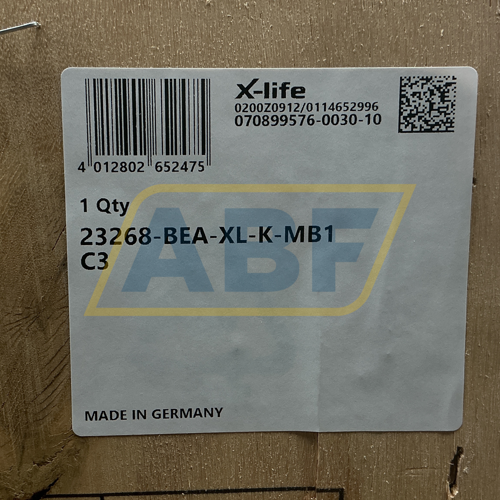 X-life
0200Z0912/0114652996
070899576-0030-10
4 012802 652475
1 Qty
23268-BEA-XL-K-MB1
C3
ABF
MADE IN GERMANY